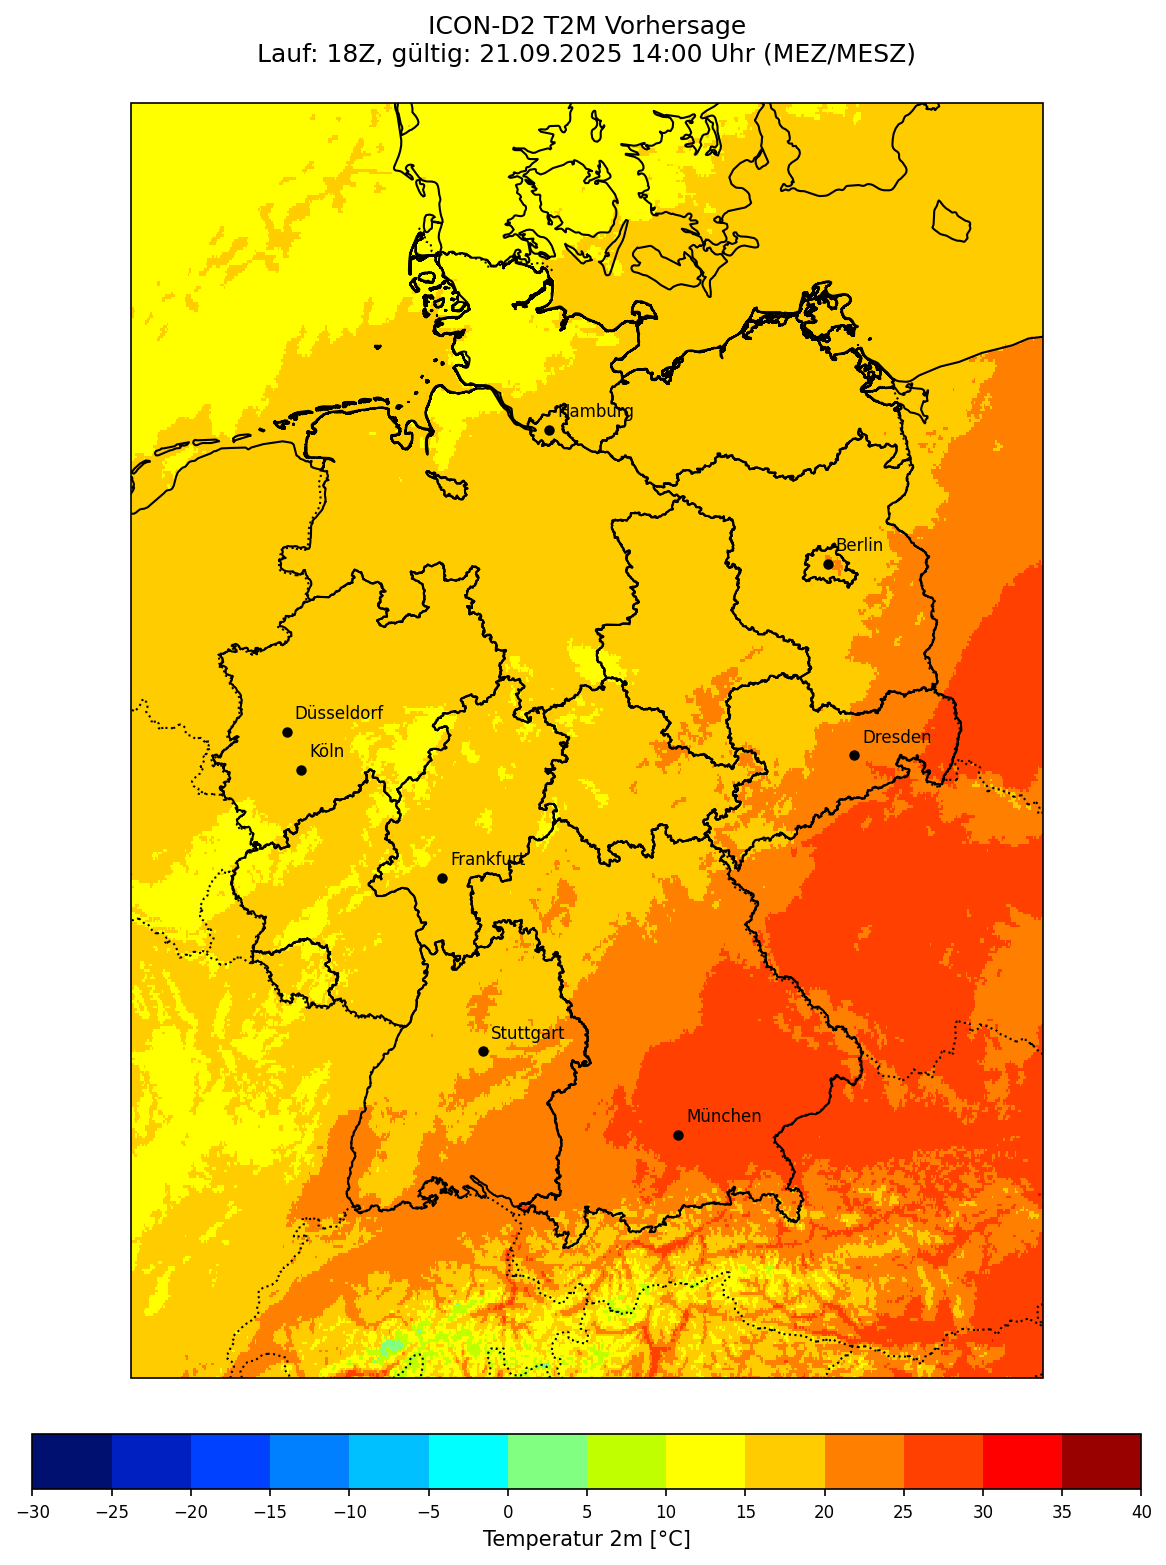 ICON-D2 T2M Vorhersage
Lauf: 18Z, gültig: 21.09.2025 14:00 Uhr (MEZ/MESZ)
Hamburg
Berlin
Düsseldorf
Köln
Dresden
Frankfurt
Stuttgart
München
−30 −25 −20 −15 −10 −5 0 5 10 15 20 25 30 35 40
Temperatur 2m [°C]